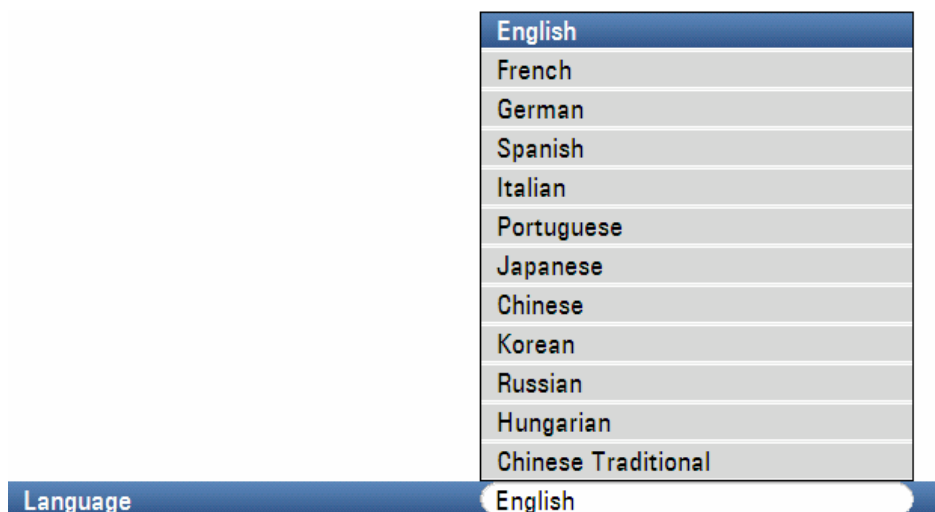 English
French
German
Spanish
Italian
Portuguese
Japanese
Chinese
Korean
Russian
Hungarian
Chinese Traditional
Language English